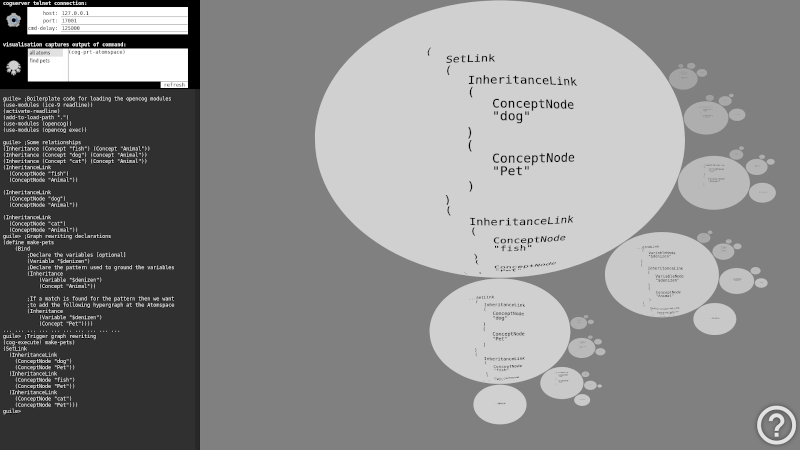 cogserver telnet connection:
host: 127.0.0.1
port: 17001
cmd-delay: 125000
visualisation captures output of command:
all atoms
(cog-prt-atomspace)
find pets
refresh
guile> ;Boilerplate code for loading the opencog modules
(use-modules (ice-9 readline))
(activate-readline)
(add-to-load-path ".")
(use-modules (opencog))
(use-modules (opencog exec))
guile> ;Some relationships
(Inheritance (Concept "fish") (Concept "Animal"))
(Inheritance (Concept "dog") (Concept "Animal"))
(Inheritance (Concept "cat") (Concept "Animal"))
(InheritanceLink
(ConceptNode "fish")
(ConceptNode "Animal"))
(InheritanceLink
(ConceptNode "dog")
(ConceptNode "Animal"))
(InheritanceLink
(ConceptNode "cat")
(ConceptNode "Animal"))
guile> ;Graph rewriting declarations
(define make-pets
(Bind
;Declare the variables [optional]
(Variable "$denizen")
;Declare the pattern used to ground the variables
(Inheritance
(Variable "$denizen")
(Concept "Animal"))
;If a match is found for the pattern then we want
;to add the following hypergraph at the Atomspace
(Inheritance
(Variable "$denizen")
(Concept "Pet"))))
... ... ... ... ... ... ... ... ... ...
guile> ;Trigger graph rewriting
(cog-execute! make-pets)
(SetLink
(InheritanceLink
(ConceptNode "dog")
(ConceptNode "Pet"))
(InheritanceLink
(ConceptNode "fish")
(ConceptNode "Pet"))
(InheritanceLink
(ConceptNode "cat")
(ConceptNode "Pet")))
guile>
(
SetLink
(
InheritanceLink
(
ConceptNode
"dog"
)
(
ConceptNode
"Pet"
)
)
(
InheritanceLink
(
ConceptNode
"fish"
)
(
ConceptNode
SetLink
InheritanceLink
ConceptNode
"dog"
ConceptNode
"Pet"
InheritanceLink
ConceptNode
"fish"
InheritanceLink
VariableNode
"$denizen"
VariableNode
"$denizen"
ConceptNode
"Animal"
?